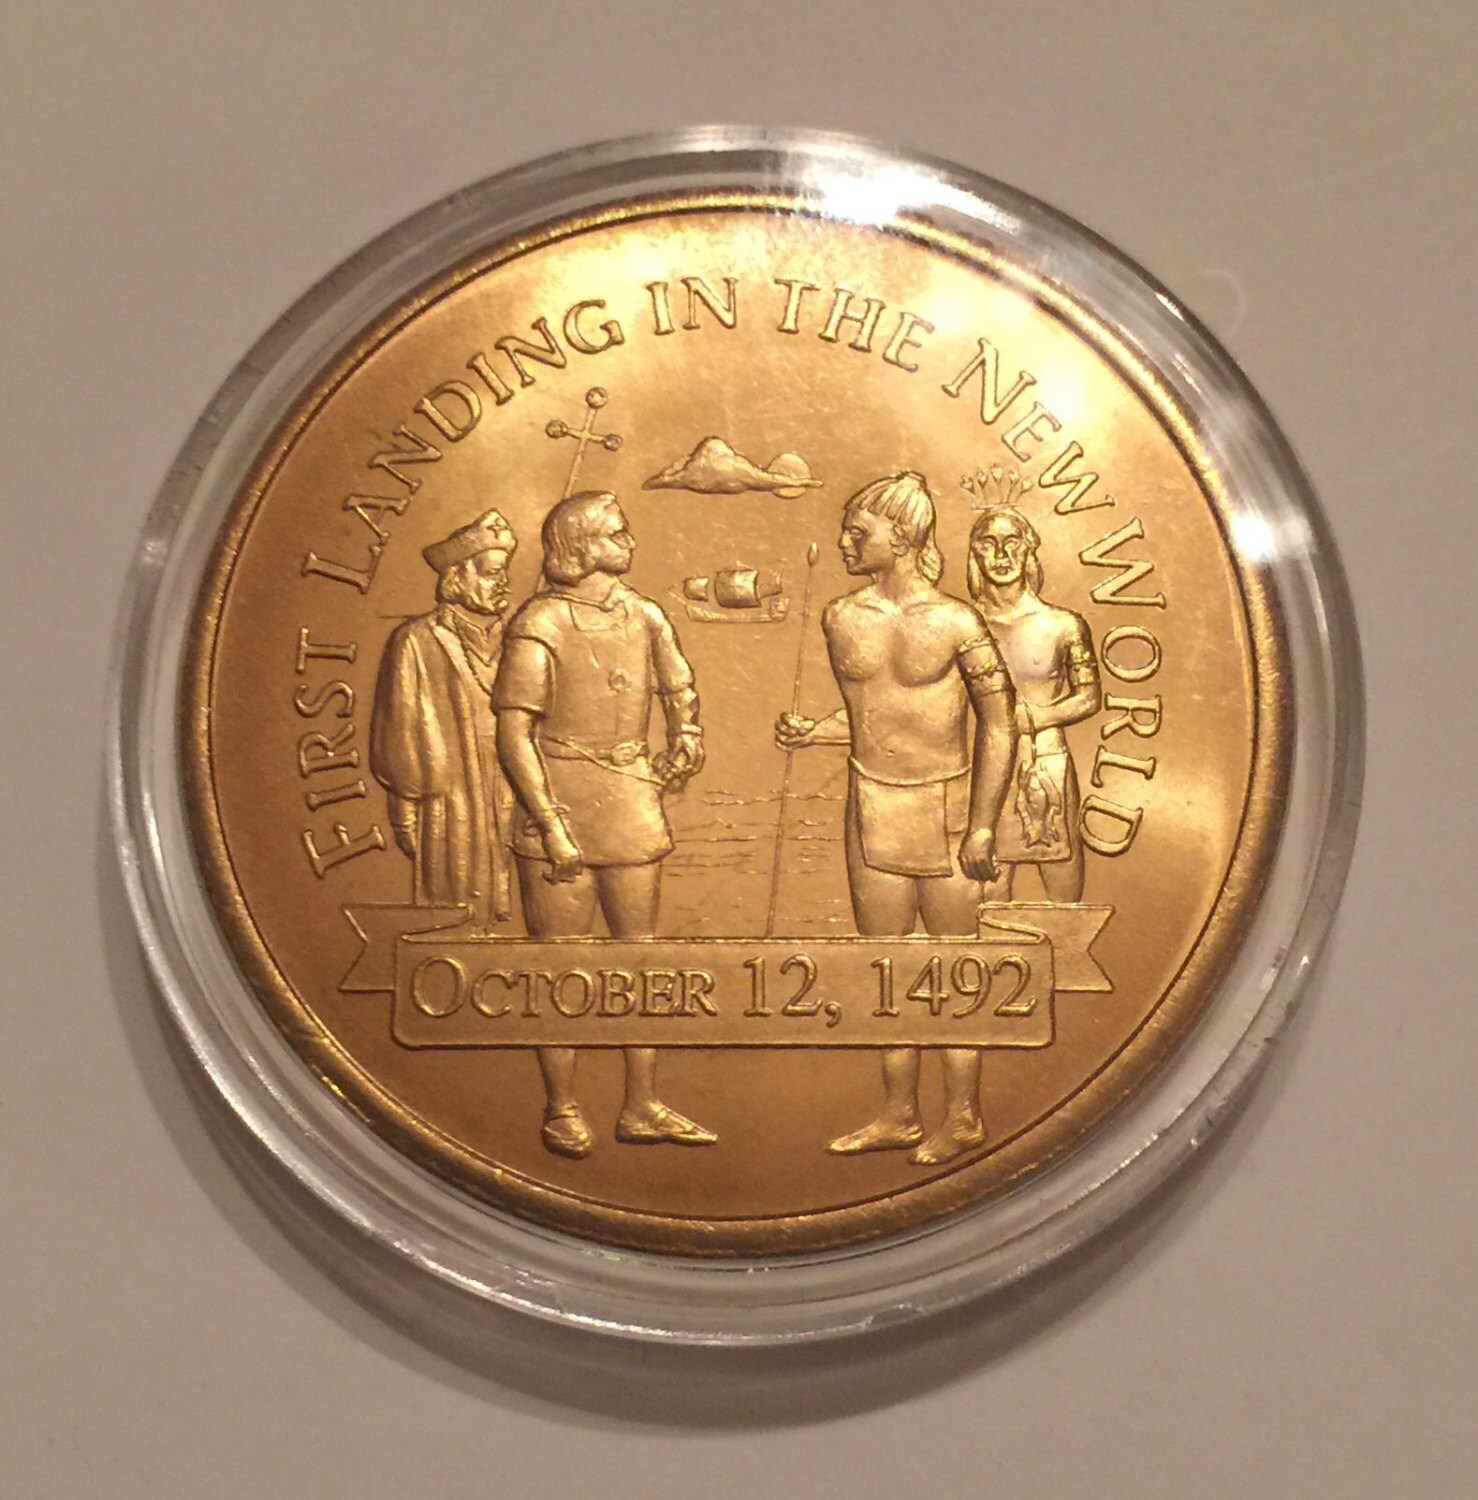 First Landing in the New World
October 12, 1492